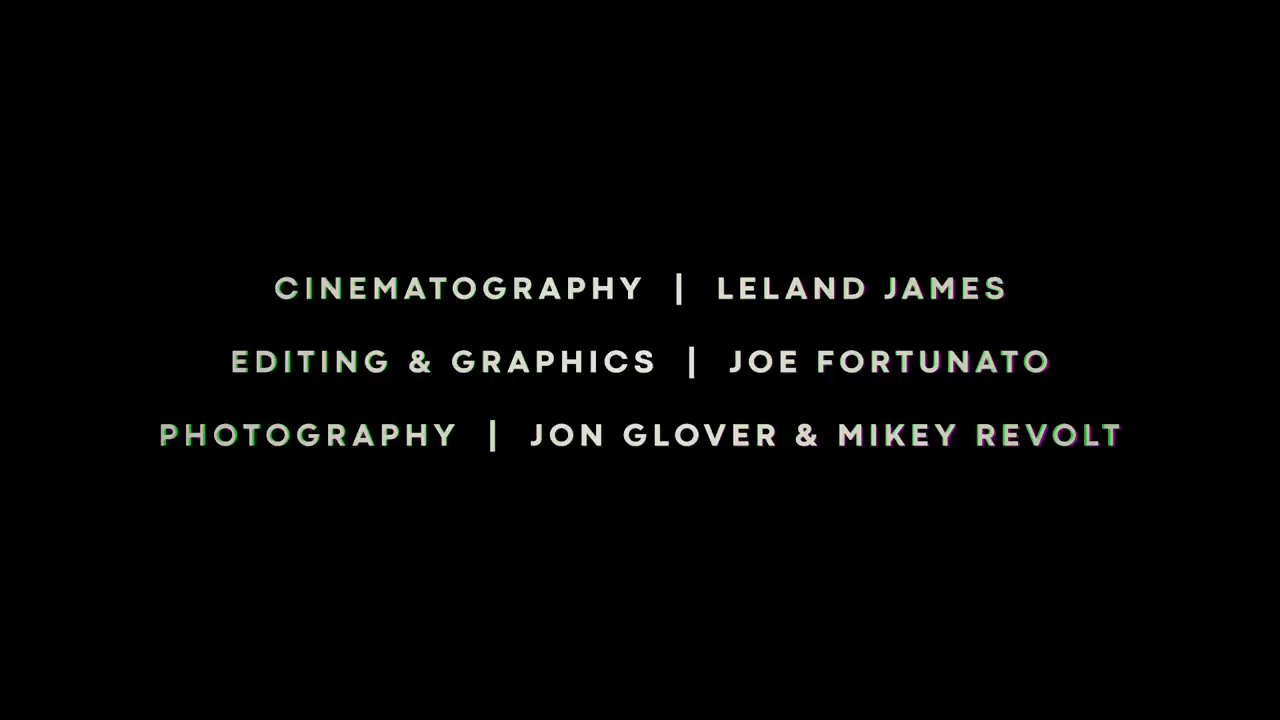 CINEMATOGRAPHY | LELAND JAMES
EDITING & GRAPHICS | JOE FORTUNATO
PHOTOGRAPHY | JON GLOVER & MIKEY REVOLT